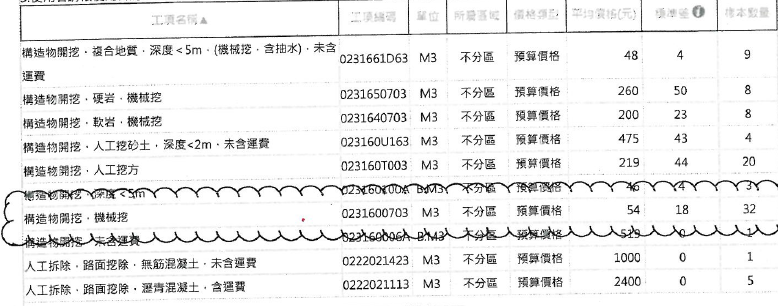 工項名稱▲ 工項編碼 單位 所屬區域 價格類型 平均價格(元) 標準差 樣本數量
構造物開挖，複合地質，深度<5m，(機械挖，含抽水)，未含
運費 0231661D63 M3 不分區 預算價格 48 4 9
構造物開挖，硬岩，機械挖 0231650703 M3 不分區 預算價格 260 50 8
構造物開挖，軟岩，機械挖 0231640703 M3 不分區 預算價格 200 23 8
構造物開挖，人工挖砂土，深度<2m，未含運費 023160U163 M3 不分區 預算價格 475 43 4
構造物開挖，人工挖方 023160T003 M3 不分區 預算價格 219 44 20
構造物開挖，深度<5m 不分區 預算價格 46 4 3
構造物開挖，機械挖 0231600703 M3 不分區 預算價格 54 18 32
構造物開挖，未含運費 B.M3 不分區 預算價格 519 0 1
人工拆除，路面挖除，無筋混凝土，未含運費 0222021423 M3 不分區 預算價格 1000 0 1
人工拆除，路面挖除，瀝青混凝土，含運費 0222021113 M3 不分區 預算價格 2400 0 5